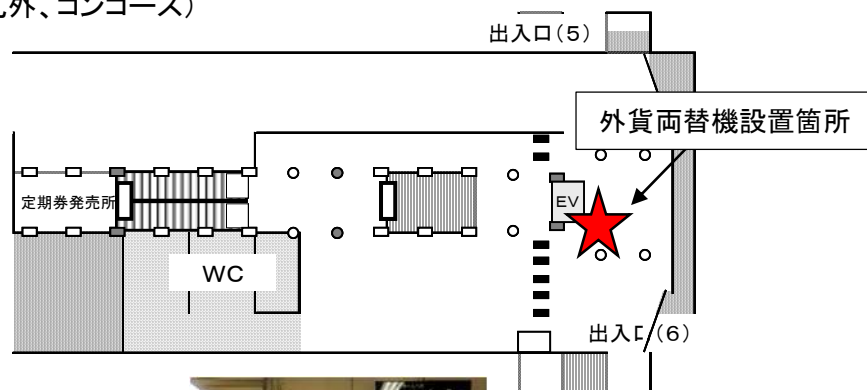 外、コンコース）
出入口（５）
外貨両替機設置箇所
定期券発売所
EV
WC
出入口（６）